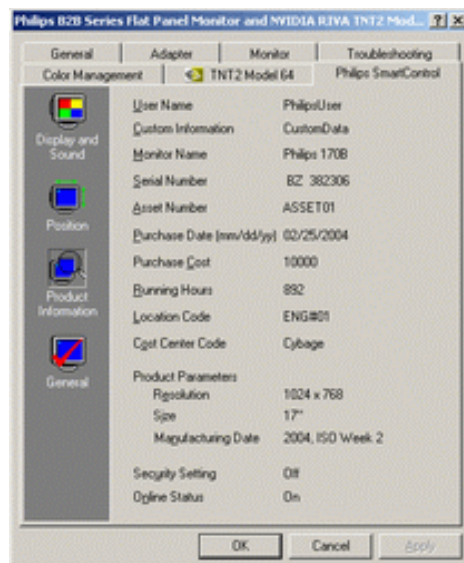 Philips B2B Series Flat Panel Monitor and NVIDIA RIVA TNT2 Mod... ? X
General Adapter Monitor Troubleshooting
Color Management TNT2 Model 64 Philips SmartControl
Display and Sound
Position
Product Information
General
User Name PhilipsUser
Custom Information CustomData
Monitor Name Philips 170B
Serial Number BZ 382306
Asset Number ASSET01
Purchase Date (mm/dd/yy) 02/25/2004
Purchase Cost 10000
Running Hours 892
Location Code ENG#01
Cost Center Code Cybage
Product Parameters
Resolution 1024 x 768
Size 17"
Manufacturing Date 2004, ISO Week 2
Security Setting Off
Online Status On
OK Cancel Apply